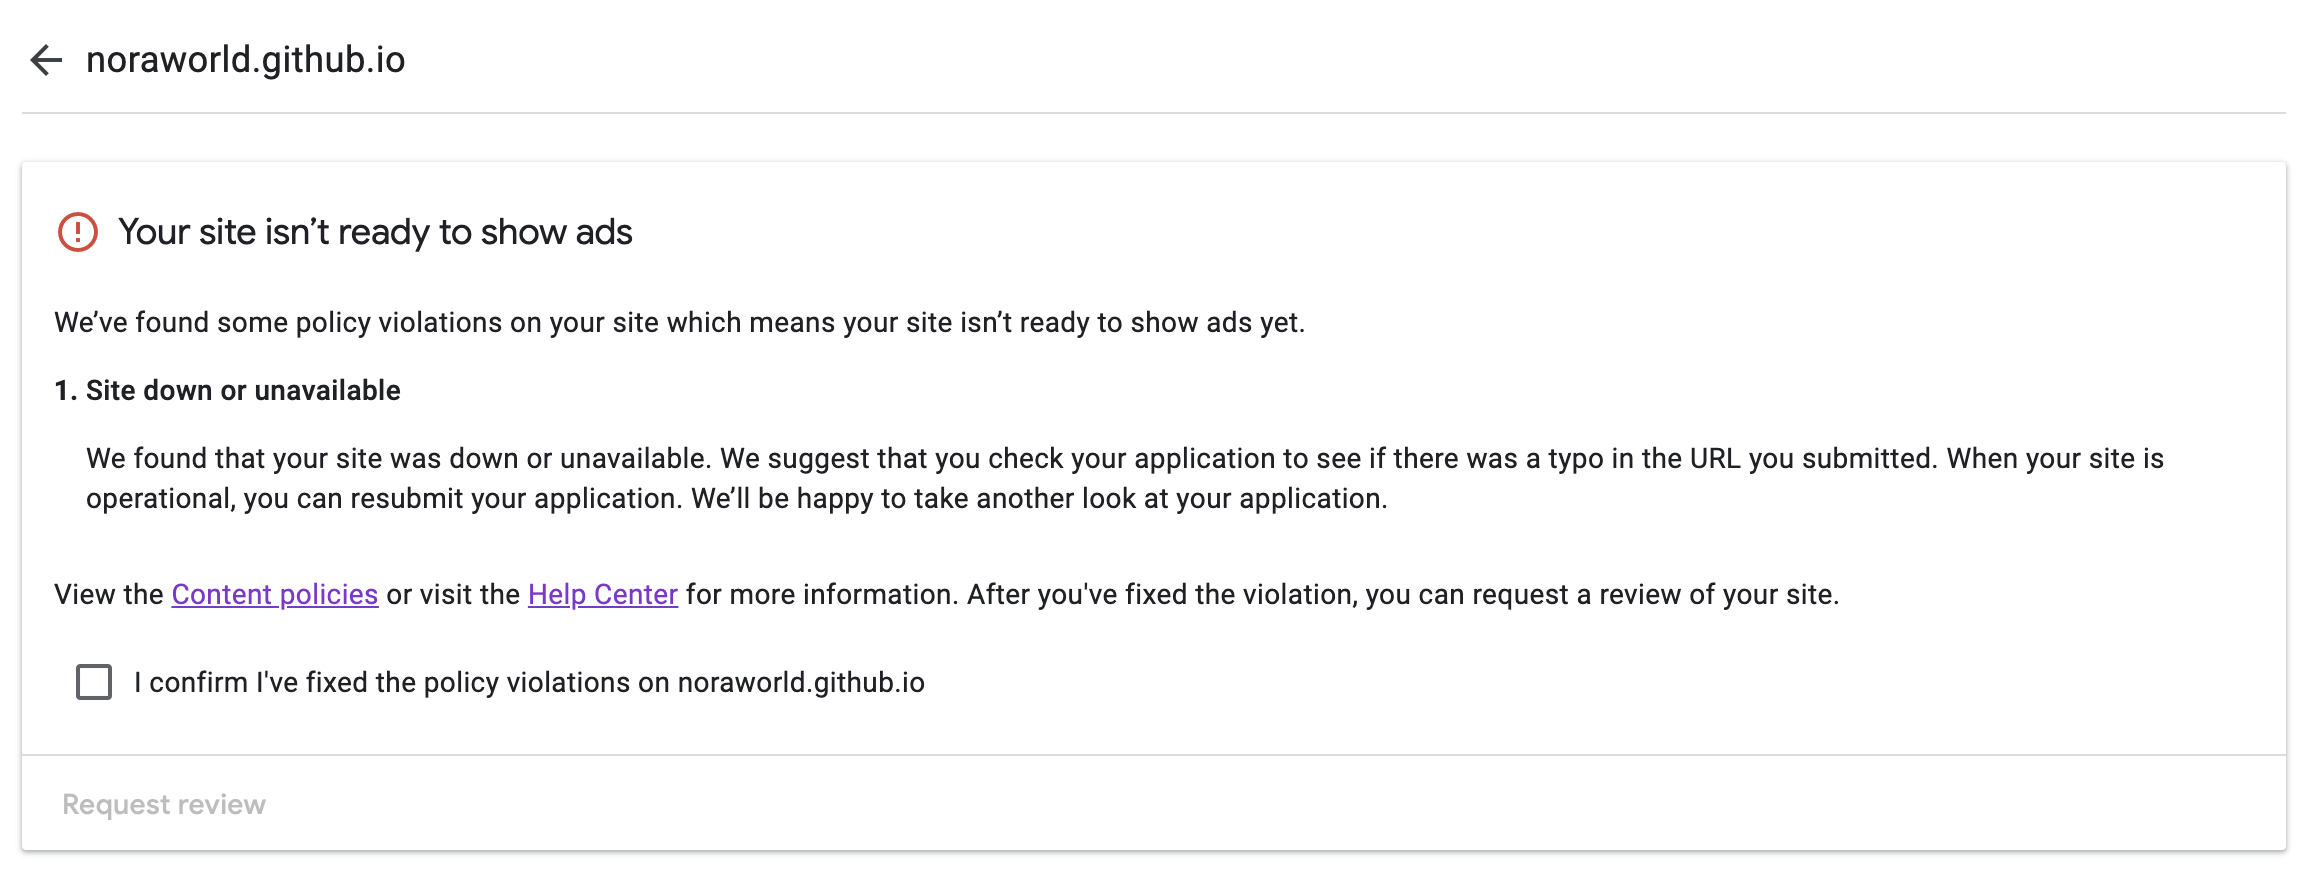 noraworld.github.io
Your site isn’t ready to show ads
We’ve found some policy violations on your site which means your site isn’t ready to show ads yet.
1. Site down or unavailable
We found that your site was down or unavailable. We suggest that you check your application to see if there was a typo in the URL you submitted. When your site is
operational, you can resubmit your application. We’ll be happy to take another look at your application.
View the Content policies or visit the Help Center for more information. After you've fixed the violation, you can request a review of your site.
I confirm I've fixed the policy violations on noraworld.github.io
Request review